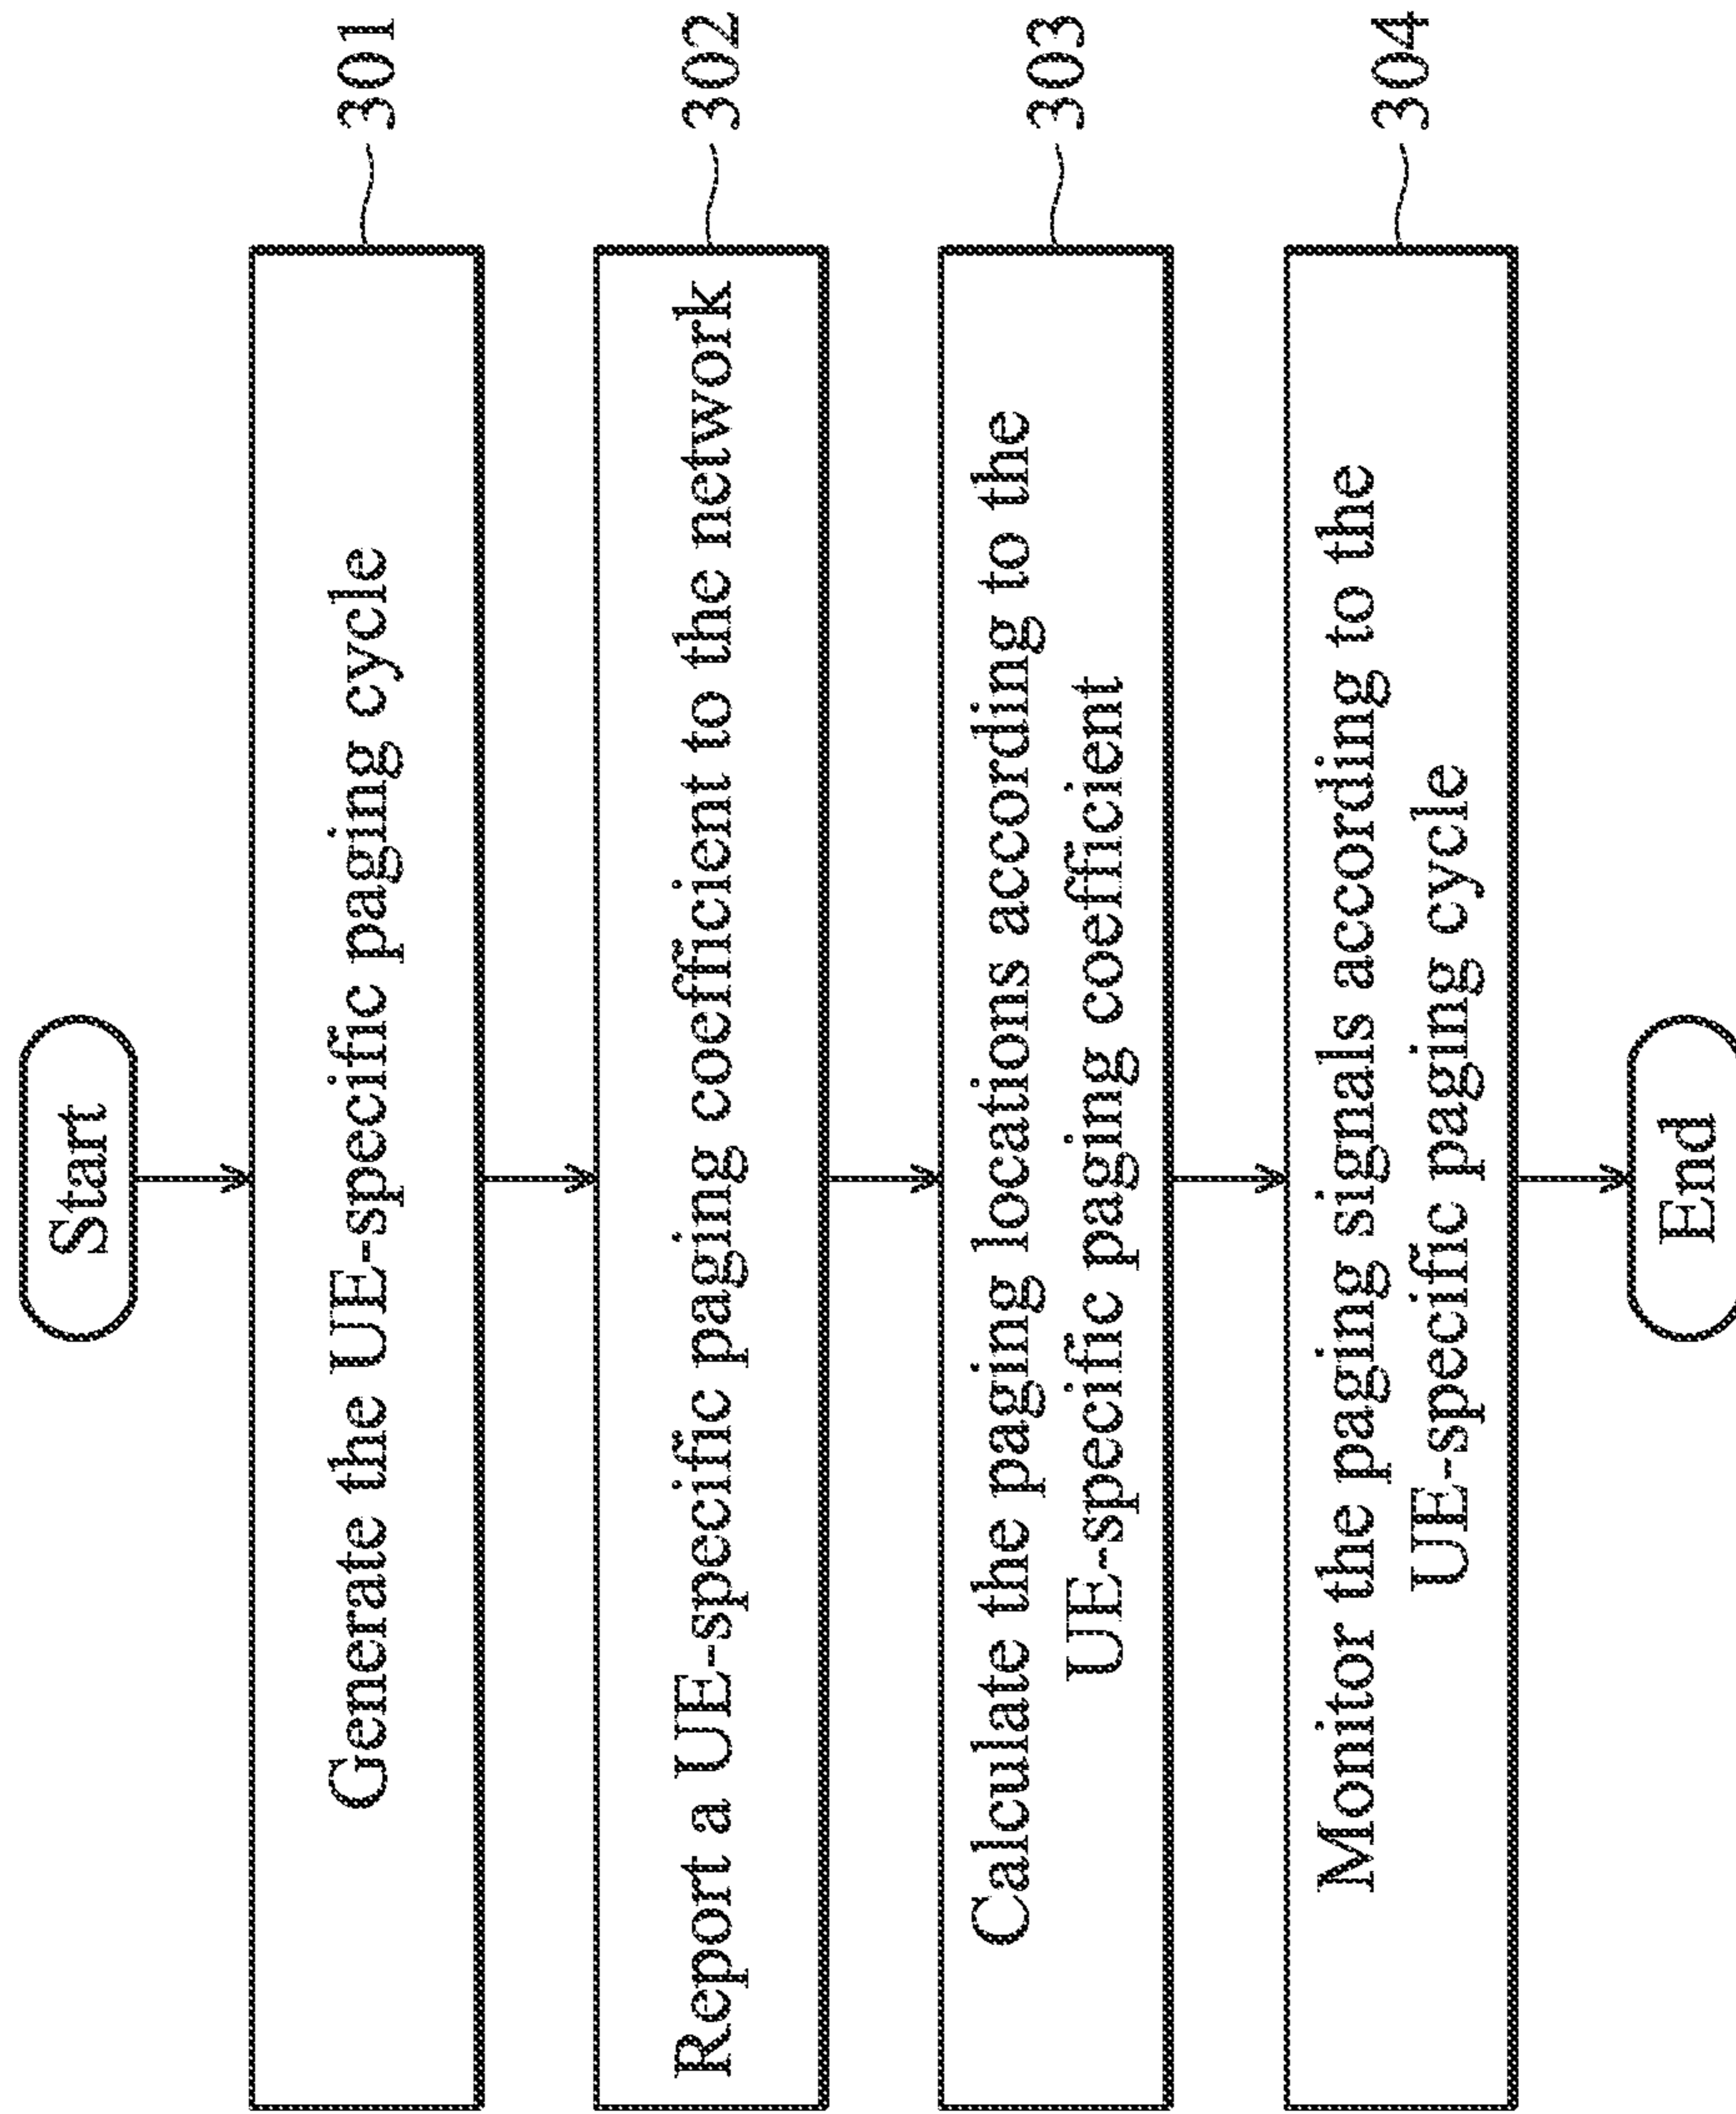 Start
Generate the UE-specific paging cycle
301
Report a UE-specific paging coefficient to the network
302
Calculate the paging locations according to the
UE-specific paging coefficient
303
Monitor the paging signals according to the
UE-specific paging cycle
304
End